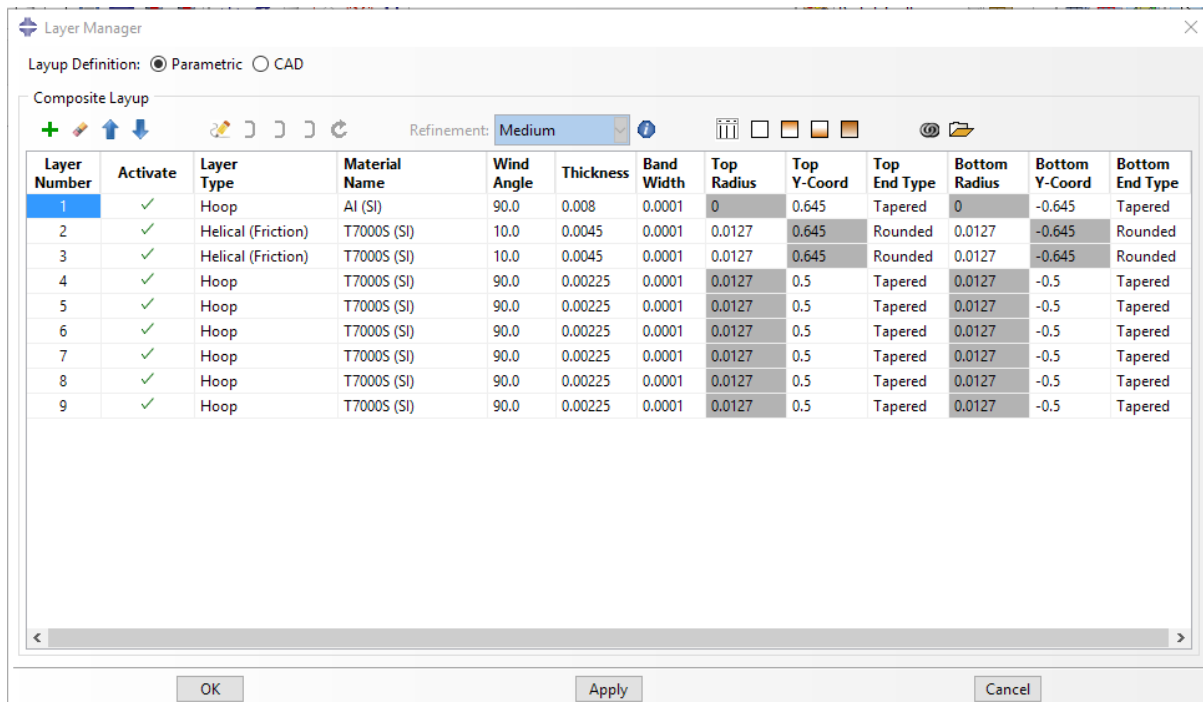 Layer Manager
Layup Definition: Parametric CAD
Composite Layup
Refinement: Medium
Layer Number Activate Layer Type Material Name Wind Angle Thickness Band Width Top Radius Top Y-Coord Top End Type Bottom Radius Bottom Y-Coord Bottom End Type
1 Hoop Al (SI) 90.0 0.008 0.0001 0 0.645 Tapered 0 -0.645 Tapered
2 Helical (Friction) T7000S (SI) 10.0 0.0045 0.0001 0.0127 0.645 Rounded 0.0127 -0.645 Rounded
3 Helical (Friction) T7000S (SI) 10.0 0.0045 0.0001 0.0127 0.645 Rounded 0.0127 -0.645 Rounded
4 Hoop T7000S (SI) 90.0 0.00225 0.0001 0.0127 0.5 Tapered 0.0127 -0.5 Tapered
5 Hoop T7000S (SI) 90.0 0.00225 0.0001 0.0127 0.5 Tapered 0.0127 -0.5 Tapered
6 Hoop T7000S (SI) 90.0 0.00225 0.0001 0.0127 0.5 Tapered 0.0127 -0.5 Tapered
7 Hoop T7000S (SI) 90.0 0.00225 0.0001 0.0127 0.5 Tapered 0.0127 -0.5 Tapered
8 Hoop T7000S (SI) 90.0 0.00225 0.0001 0.0127 0.5 Tapered 0.0127 -0.5 Tapered
9 Hoop T7000S (SI) 90.0 0.00225 0.0001 0.0127 0.5 Tapered 0.0127 -0.5 Tapered
OK Apply Cancel